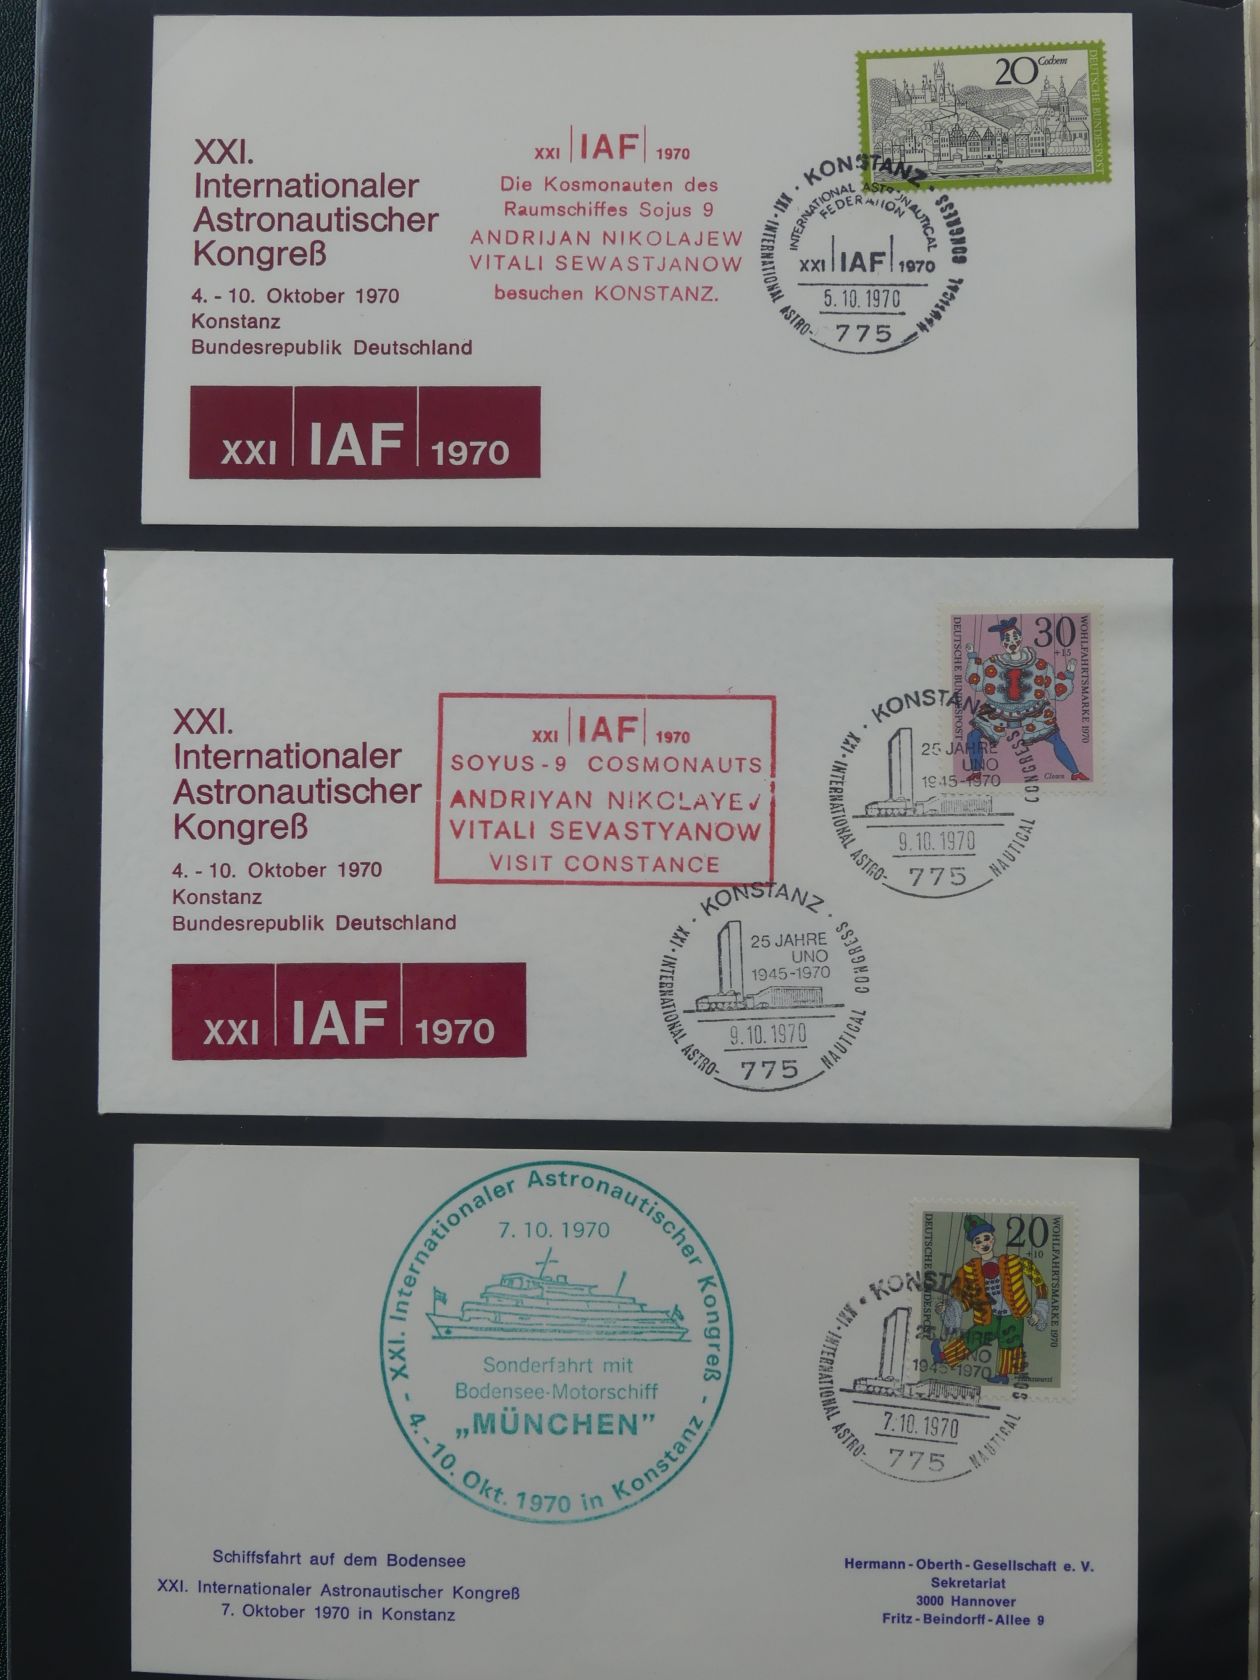 XXI.
Internationaler
Astronautischer
Kongreß
4. - 10. Oktober 1970
Konstanz
Bundesrepublik Deutschland
XXI IAF 1970
XXI IAF 1970
Die Kosmonauten des
Raumschiffes Sojus 9
ANDRIJAN NIKOLAJEW
VITALI SEWASTJANOW
besuchen KONSTANZ.
20 Cochem
DEUTSCHE BUNDESPOST
· KONSTANZ ·
XXI · INTERNATIONAL ASTRO-
CONGRESS
INTERNATIONAL ASTRONAUTICAL
FEDERATION
XXI IAF 1970
5.10.1970
775
XXI.
Internationaler
Astronautischer
Kongreß
4. - 10. Oktober 1970
Konstanz
Bundesrepublik Deutschland
XXI IAF 1970
XXI IAF 1970
SOYUS - 9 COSMONAUTS
ANDRIYAN NIKOLAYEV
VITALI SEVASTYANOW
VISIT CONSTANCE
DEUTSCHE BUNDESPOST
30
+15
WOHLFAHRTSMARKE 1970
Clown
· KONSTANZ ·
XXI · INTERNATIONAL ASTRO-
NAUTICAL CONGRESS
25 JAHRE
UNO
1945-1970
9.10.1970
775
· KONSTANZ ·
XXI · INTERNATIONAL ASTRO-
NAUTICAL CONGRESS
25 JAHRE
UNO
1945-1970
9.10.1970
775
XXI. Internationaler Astronautischer Kongreß -
4. - 10. Okt. 1970 in Konstanz -
7. 10. 1970
Sonderfahrt mit
Bodensee-Motorschiff
„MÜNCHEN”
DEUTSCHE BUNDESPOST
20
+10
WOHLFAHRTSMARKE 1970
Hanswurst
· KONSTANZ
XXI · INTERNATIONAL ASTRO-
NAUTICAL CONGRESS
25 JAHRE
UNO
1945-1970
7.10.1970
775
Schiffsfahrt auf dem Bodensee
XXI. Internationaler Astronautischer Kongreß
7. Oktober 1970 in Konstanz
Hermann - Oberth - Gesellschaft e. V.
Sekretariat
3000 Hannover
Fritz - Beindorff - Allee 9